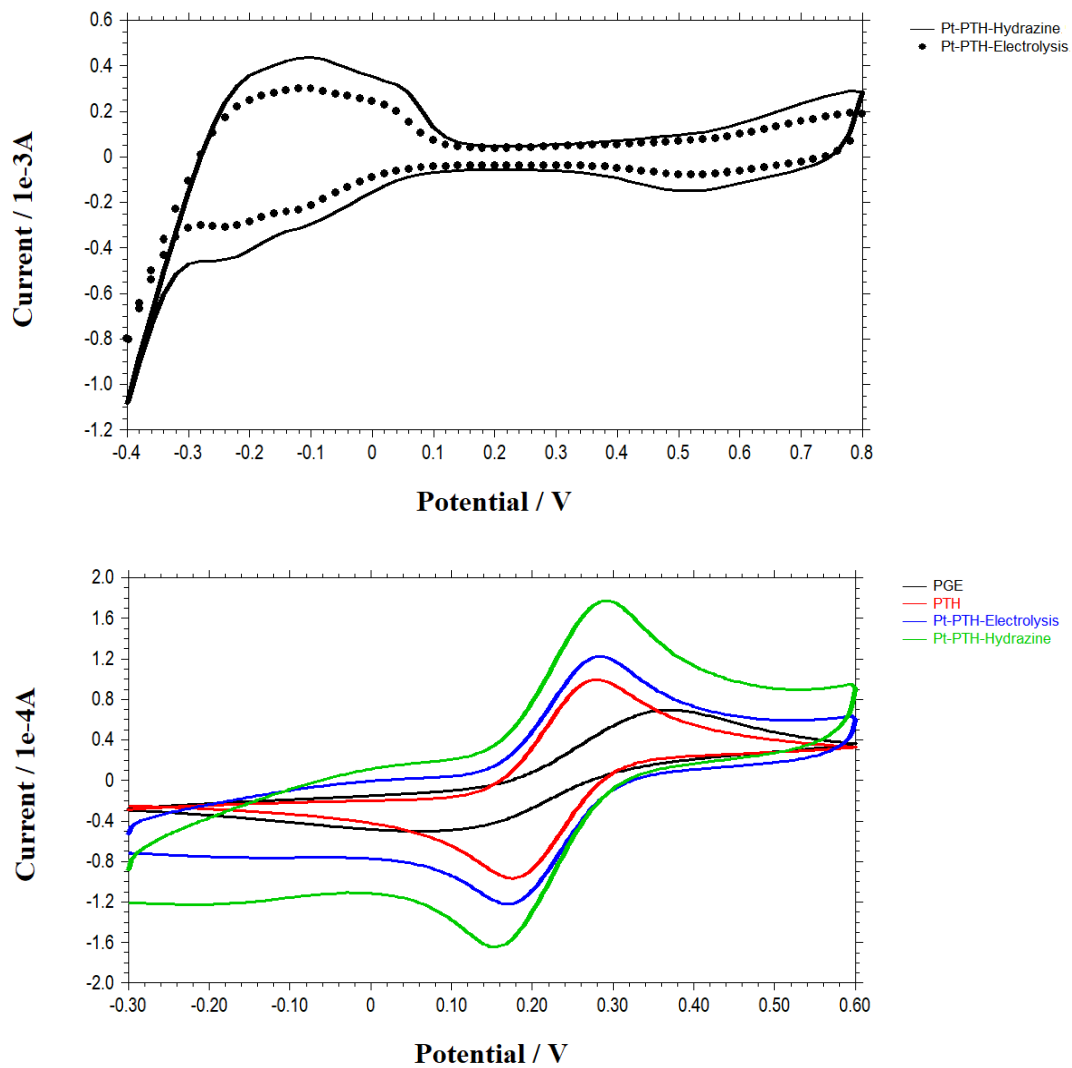 Pt-PTH-Hydrazine
Pt-PTH-Electrolysis
0.6
0.4
0.2
0
-0.2
-0.4
-0.6
-0.8
-1.0
-1.2
Current / 1e-3A
-0.4 -0.3 -0.2 -0.1 0 0.1 0.2 0.3 0.4 0.5 0.6 0.7 0.8
Potential / V
PGE
PTH
Pt-PTH-Electrolysis
Pt-PTH-Hydrazine
2.0
1.6
1.2
0.8
0.4
0
-0.4
-0.8
-1.2
-1.6
-2.0
Current / 1e-4A
-0.30 -0.20 -0.10 0 0.10 0.20 0.30 0.40 0.50 0.60
Potential / V